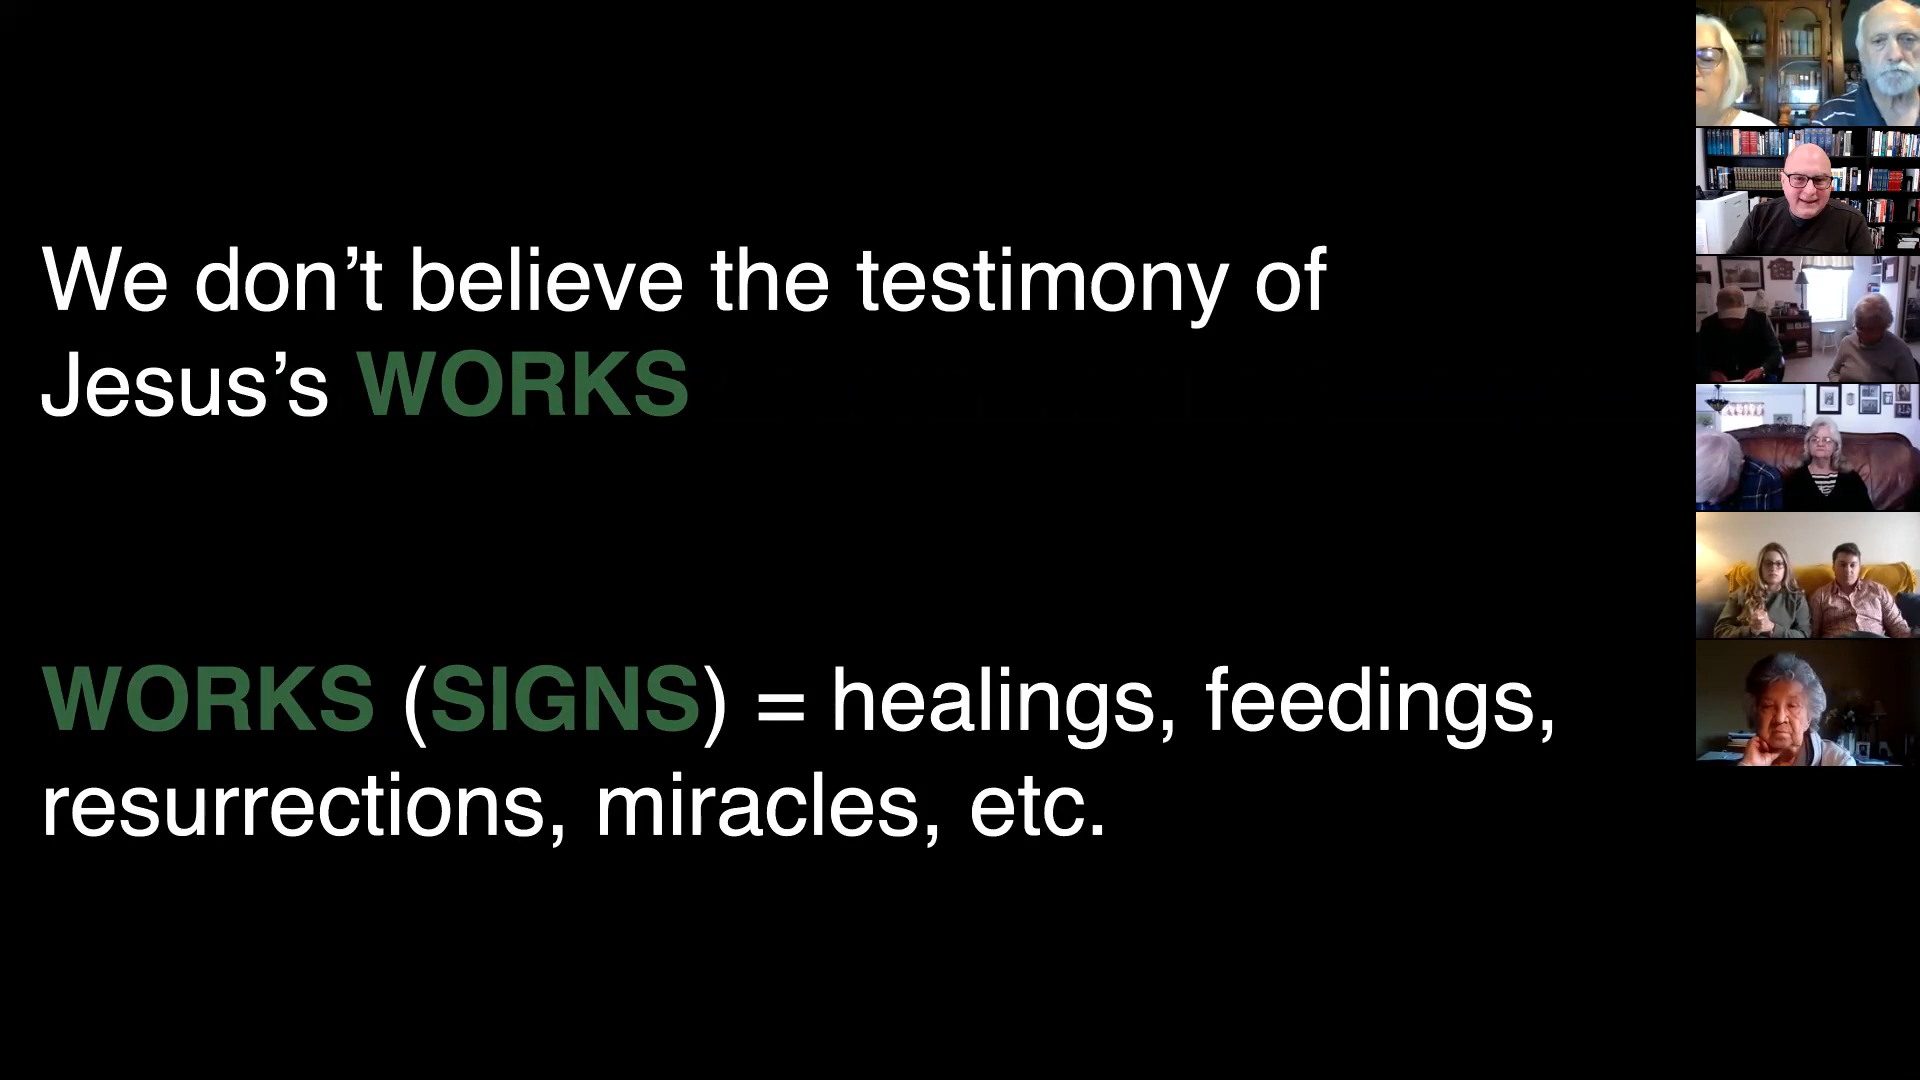 We don’t believe the testimony of
Jesus’s WORKS
WORKS (SIGNS) = healings, feedings,
resurrections, miracles, etc.